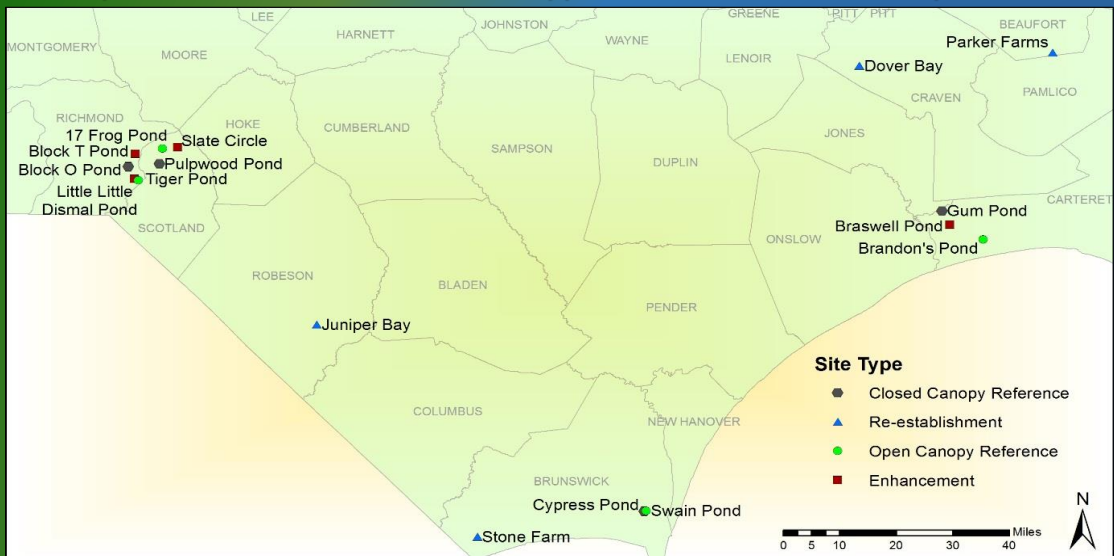 LEE
HARNETT
JOHNSTON
WAYNE
GREENE
PITT
PITT
BEAUFORT
MONTGOMERY
MOORE
LENOIR
Parker Farms
Dover Bay
CRAVEN
PAMLICO
RICHMOND
HOKE
CUMBERLAND
SAMPSON
DUPLIN
JONES
17 Frog Pond
Slate Circle
Block T Pond
Pulpwood Pond
Block O Pond
Tiger Pond
Little Little
Dismal Pond
SCOTLAND
CARTERET
Gum Pond
Braswell Pond
Brandon's Pond
ONSLOW
ROBESON
BLADEN
PENDER
Juniper Bay
COLUMBUS
NEW HANOVER
BRUNSWICK
Cypress Pond
Swain Pond
Stone Farm
Site Type
Closed Canopy Reference
Re-establishment
Open Canopy Reference
Enhancement
N
Miles
0 5 10 20 30 40